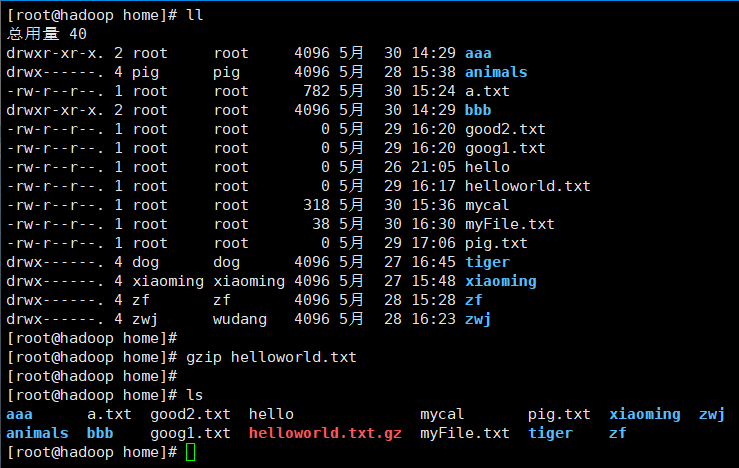 [root@hadoop home]# ll
总用量 40
drwxr-xr-x. 2 root     root     4096 5月  30 14:29 aaa
drwx------. 4 pig      pig      4096 5月  28 15:38 animals
-rw-r--r--. 1 root     root      782 5月  30 15:24 a.txt
drwxr-xr-x. 2 root     root     4096 5月  30 14:29 bbb
-rw-r--r--. 1 root     root        0 5月  29 16:20 good2.txt
-rw-r--r--. 1 root     root        0 5月  29 16:20 goog1.txt
-rw-r--r--. 1 root     root        0 5月  26 21:05 hello
-rw-r--r--. 1 root     root        0 5月  29 16:17 helloworld.txt
-rw-r--r--. 1 root     root      318 5月  30 15:36 mycal
-rw-r--r--. 1 root     root       38 5月  30 16:30 myFile.txt
-rw-r--r--. 1 root     root        0 5月  29 17:06 pig.txt
drwx------. 4 dog      dog      4096 5月  27 16:45 tiger
drwx------. 4 xiaoming xiaoming 4096 5月  27 15:48 xiaoming
drwx------. 4 zf       zf       4096 5月  28 15:28 zf
drwx------. 4 zwj      wudang   4096 5月  28 16:23 zwj
[root@hadoop home]#
[root@hadoop home]# gzip helloworld.txt
[root@hadoop home]#
[root@hadoop home]# ls
aaa      a.txt  good2.txt  hello              mycal       pig.txt  xiaoming  zwj
animals  bbb    goog1.txt  helloworld.txt.gz  myFile.txt  tiger    zf
[root@hadoop home]#